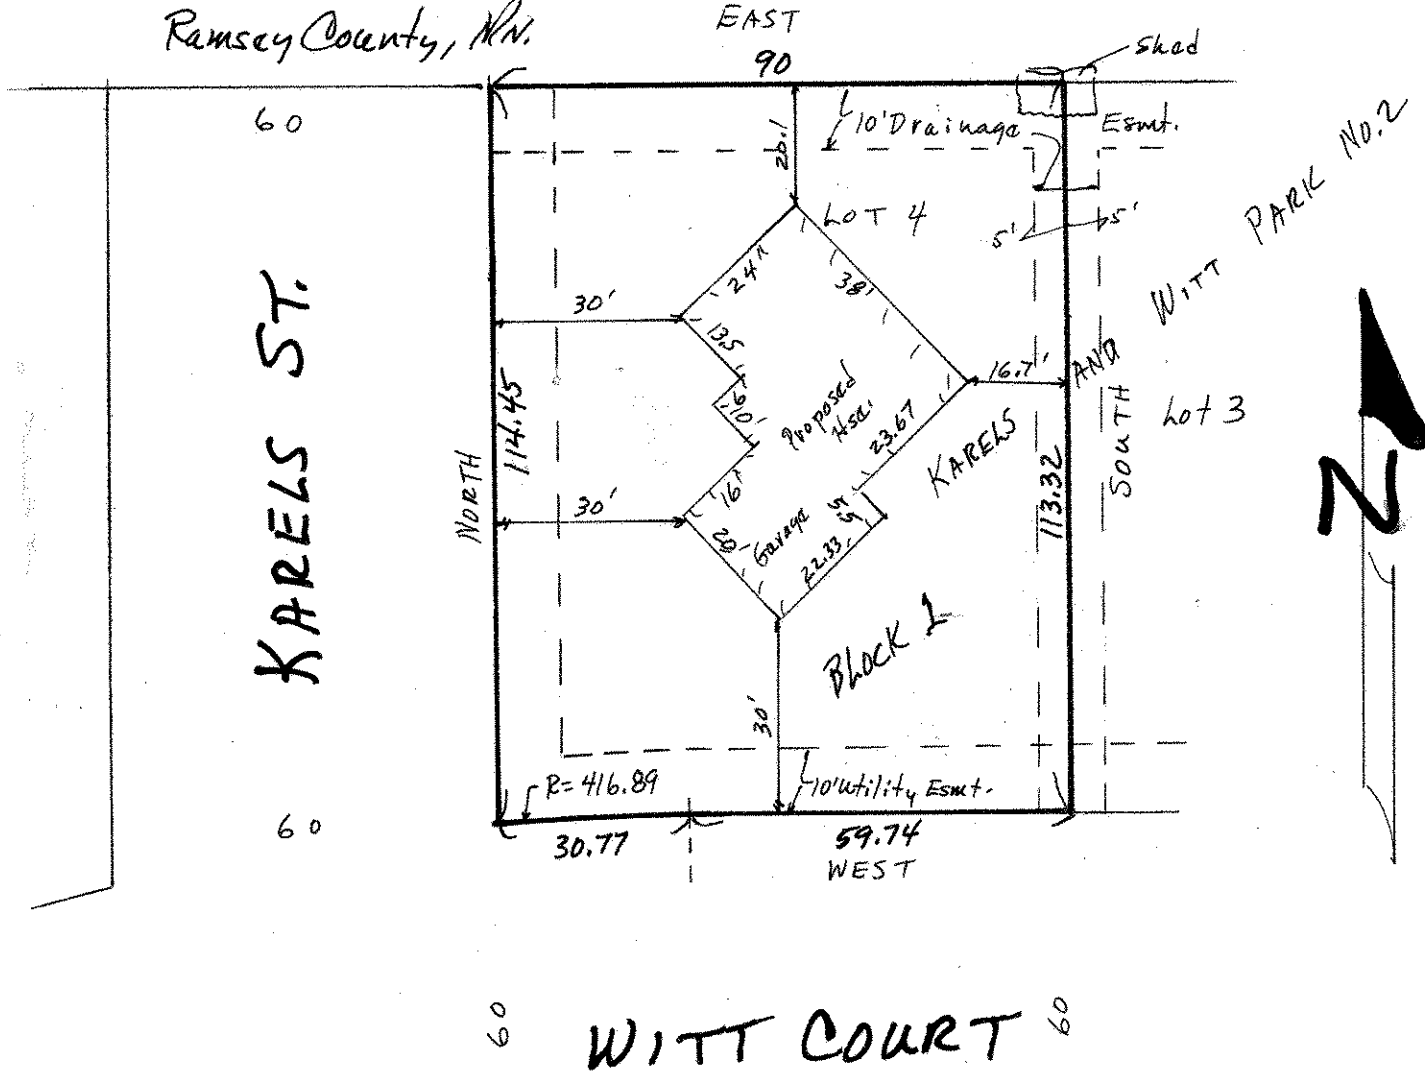 Ramsey County, MN.
EAST
90
Shed
60
10' Drainage
Esmt.
WITT PARK No.2
LOT 4
5'
5'
24'
38'
30'
13.5
16.7'
AND
6'
10'
Proposed
Hse.
23.67
KARELS
Lot 3
KARELS ST.
NORTH
114.45
113.32
SOUTH
N
30'
16'
5.5
20'
Garage
22.33
BLOCK 1
30'
R= 416.89
10' Utility Esmt.
60
30.77
59.74
WEST
60
WITT COURT
60